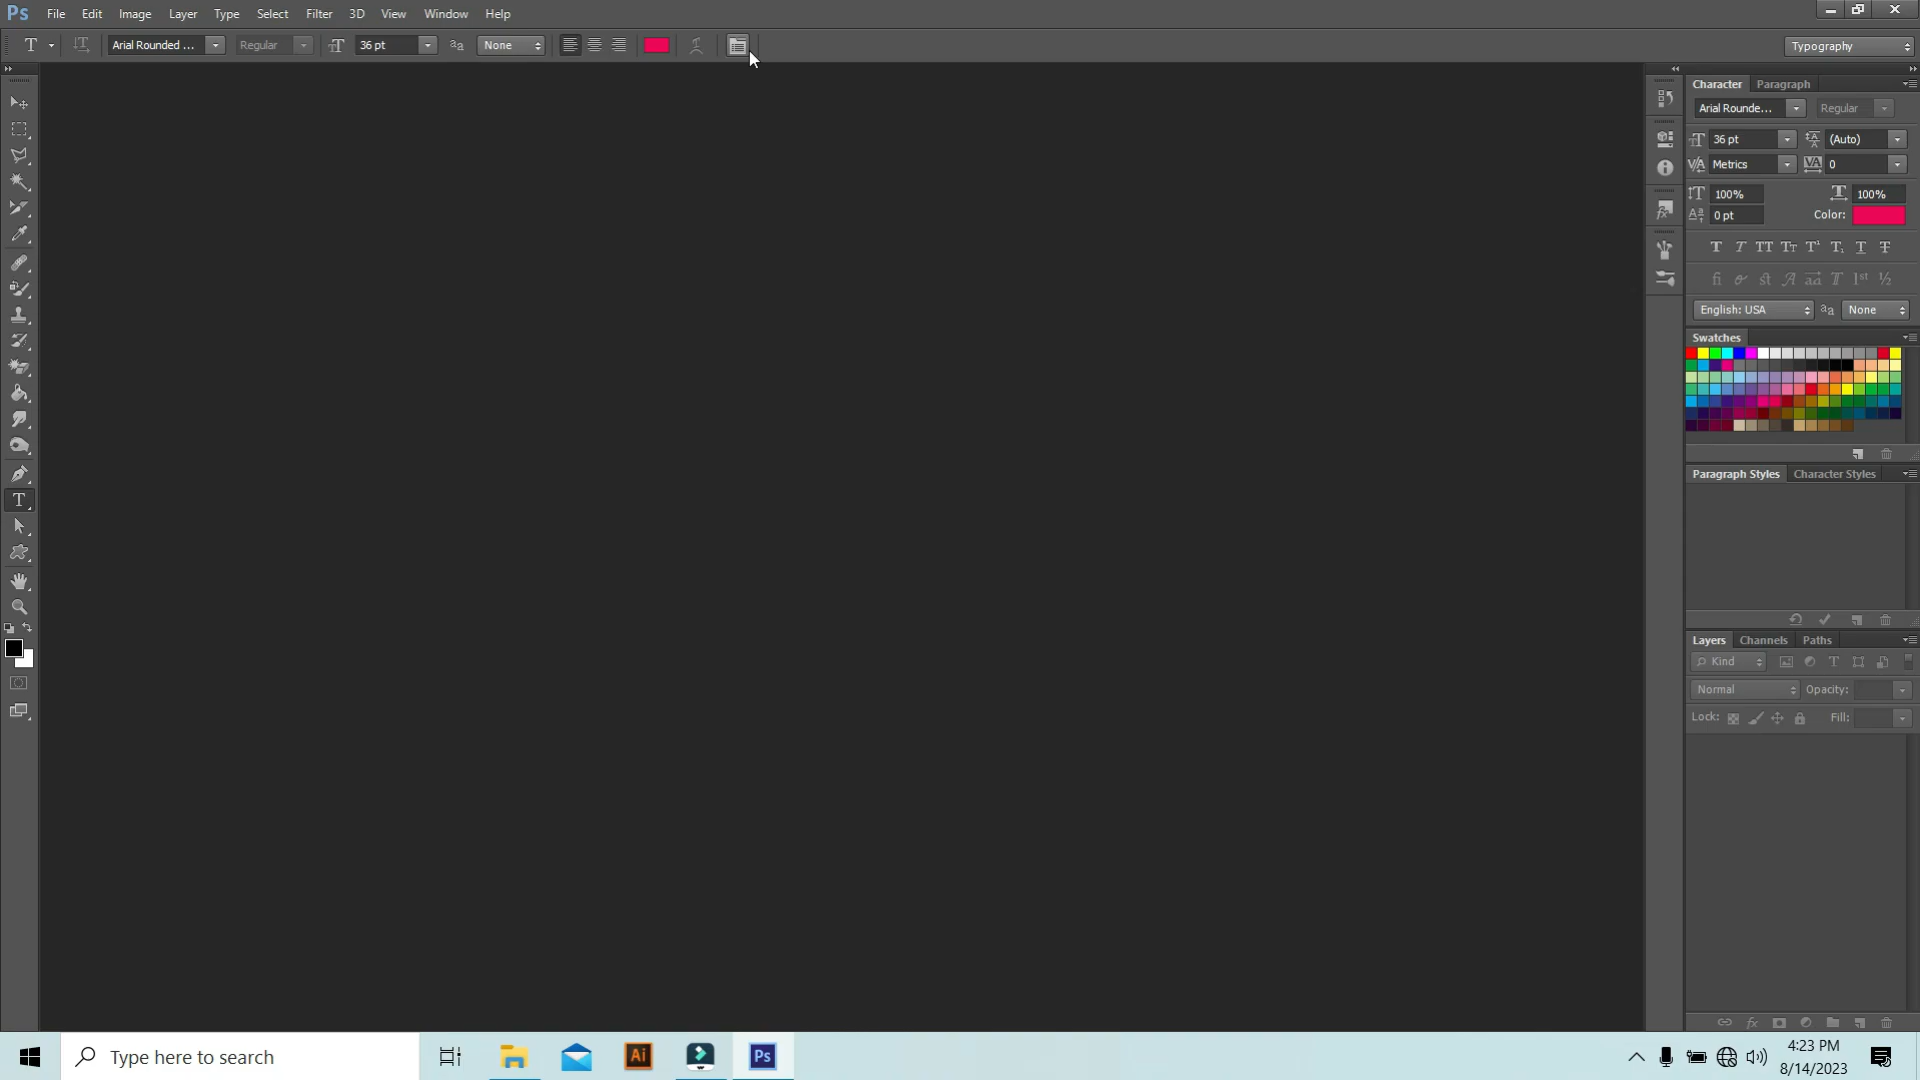 Ps File Edit Image Layer Type Select Filter 3D View Window Help
T Arial Rounded ... Regular 36 pt None Typography
Character Paragraph
Arial Rounde... Regular
36 pt (Auto)
Metrics 0
100% 100%
0 pt Color:
English: USA None
Swatches
Paragraph Styles Character Styles
Layers Channels Paths
Kind
Normal Opacity:
Lock: Fill:
Type here to search
Ai
Ps
4:23 PM
8/14/2023